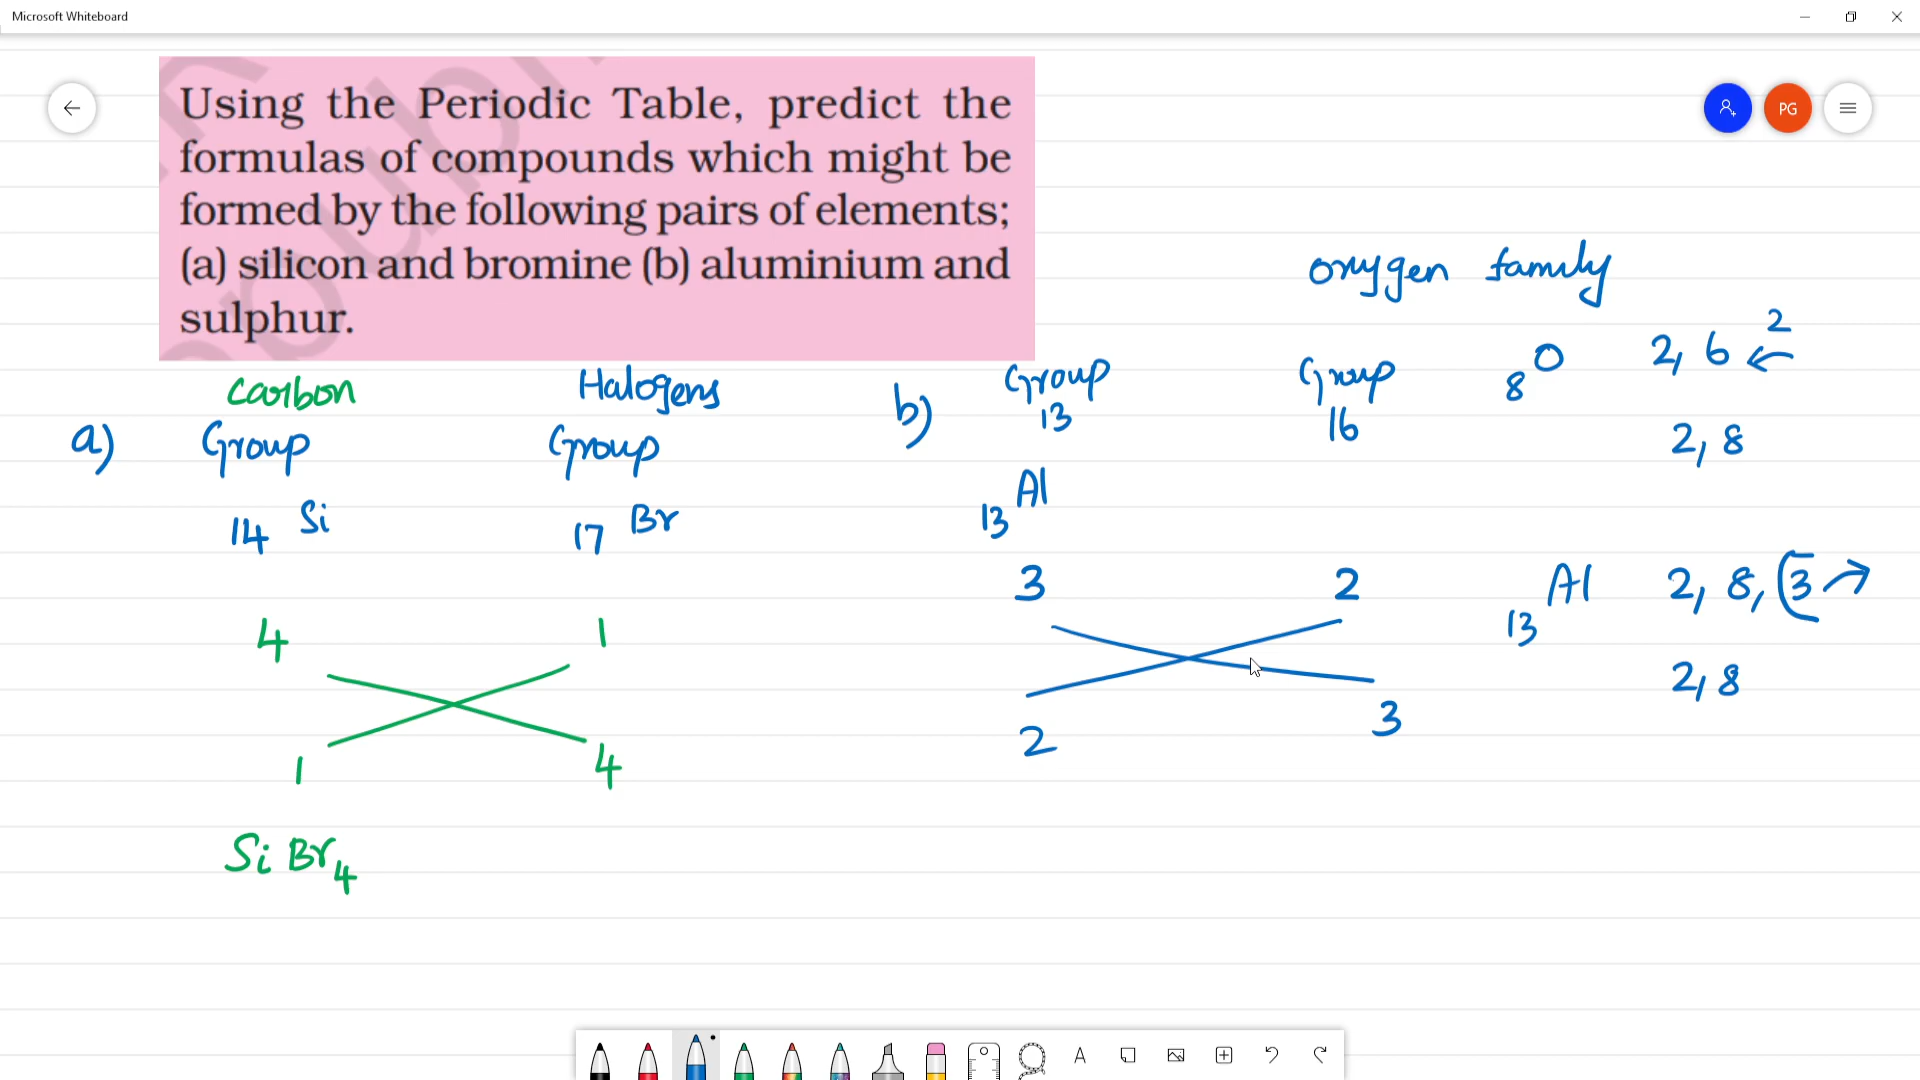 Microsoft Whiteboard
Using the Periodic Table, predict the
formulas of compounds which might be
formed by the following pairs of elements;
(a) silicon and bromine (b) aluminium and
sulphur.
PG
a)
Carbon
Group
14 Si
Halogens
Group
17 Br
4 1
1 4
Si Br4
b)
Group
13
13 Al
oxygen family
Group
16
3 2
2 3
8 O 2, 6 ← 2
2, 8
13 Al 2, 8, (3 →
2, 8
A